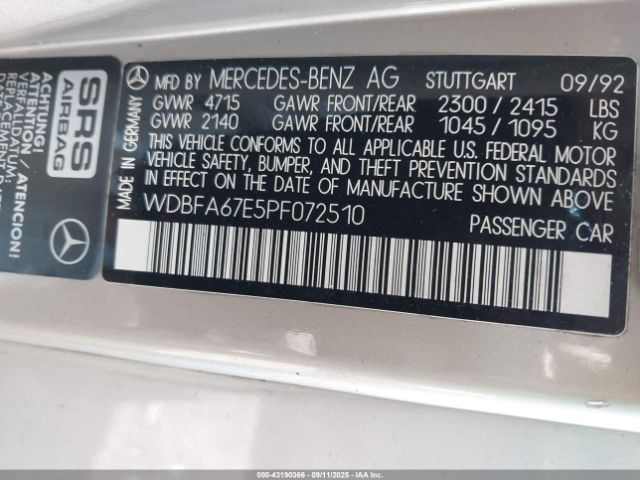 MFD BY MERCEDES-BENZ AG STUTTGART 09/92
GVWR 4715 GAWR FRONT/REAR 2300 / 2415 LBS
GVWR 2140 GAWR FRONT/REAR 1045 / 1095 KG
THIS VEHICLE CONFORMS TO ALL APPLICABLE U.S. FEDERAL MOTOR
VEHICLE SAFETY, BUMPER, AND THEFT PREVENTION STANDARDS
IN EFFECT ON THE DATE OF MANUFACTURE SHOWN ABOVE.
WDBFA67E5PF072510
PASSENGER CAR
MADE IN GERMANY
SRS
AIRBAG
ACHTUNG!
ATTENTION!
VERFALLDATUM
ATTENTION / ATENCION!
000-43190366 - 09/11/2025 - IAA Inc.